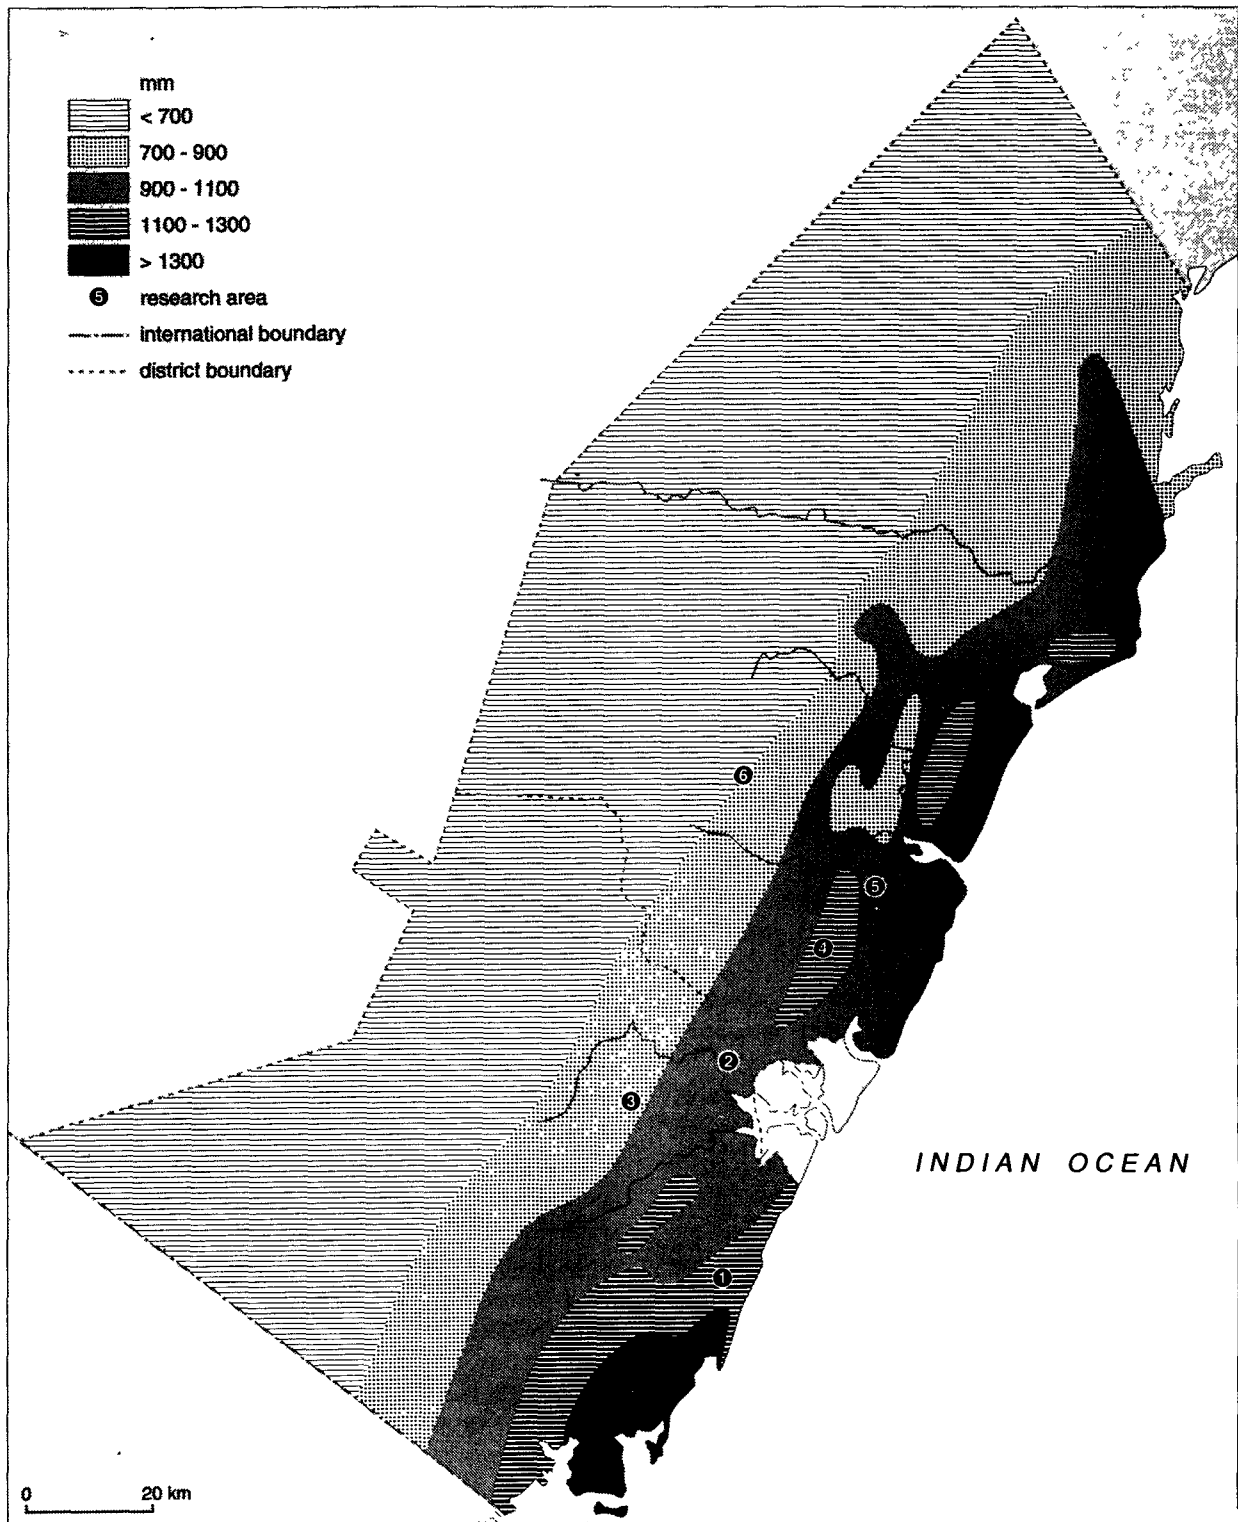 mm
< 700
700 - 900
900 - 1100
1100 - 1300
> 1300
5 research area
international boundary
district boundary
6
5
4
2
3
INDIAN OCEAN
1
0 20 km